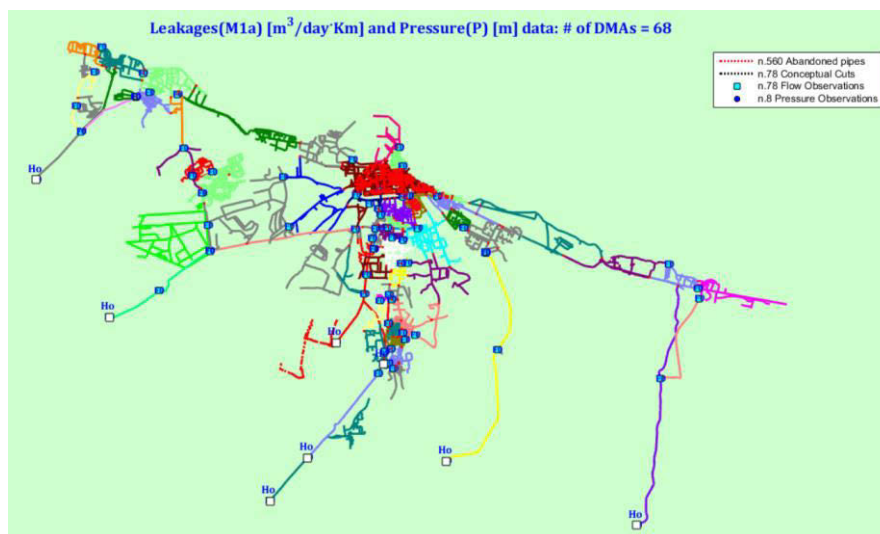 Leakages(M1a) [m³/day·Km] and Pressure(P) [m] data: # of DMAs = 68
n.560 Abandoned pipes
n.78 Conceptual Cuts
n.78 Flow Observations
n.8 Pressure Observations
Ho
Ho
Ho
Ho
Ho
Ho
Ho